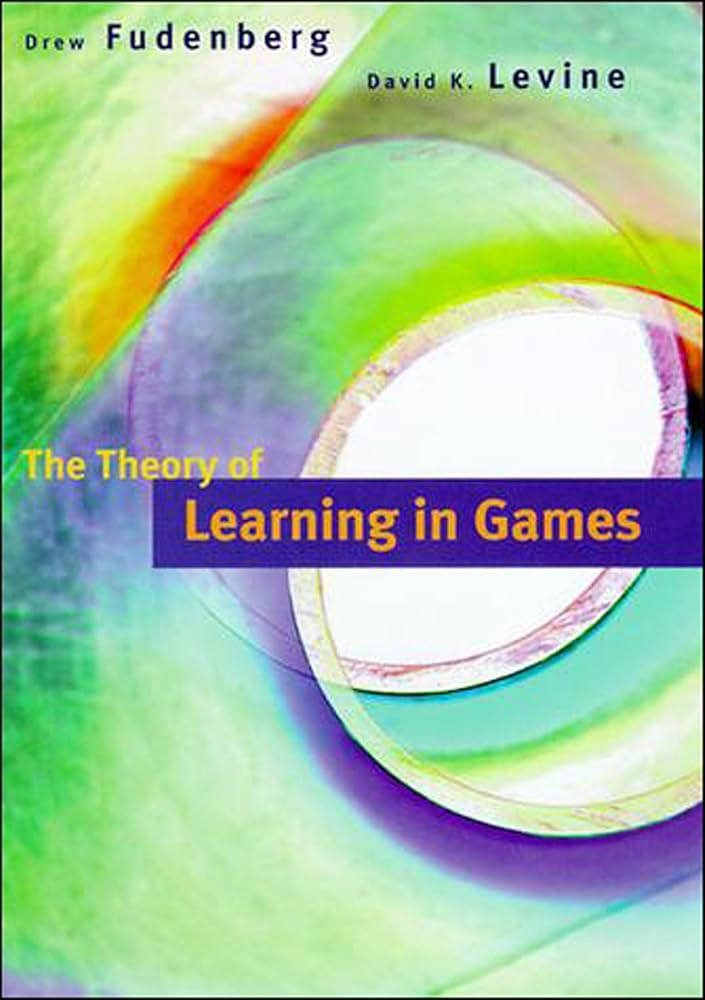 Drew Fudenberg
David K. Levine
The Theory of
Learning in Games